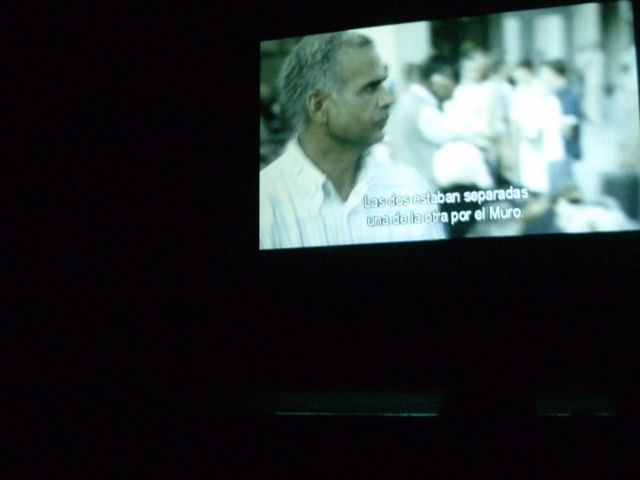 Las dos estaban separadas
una de la otra por el Muro.